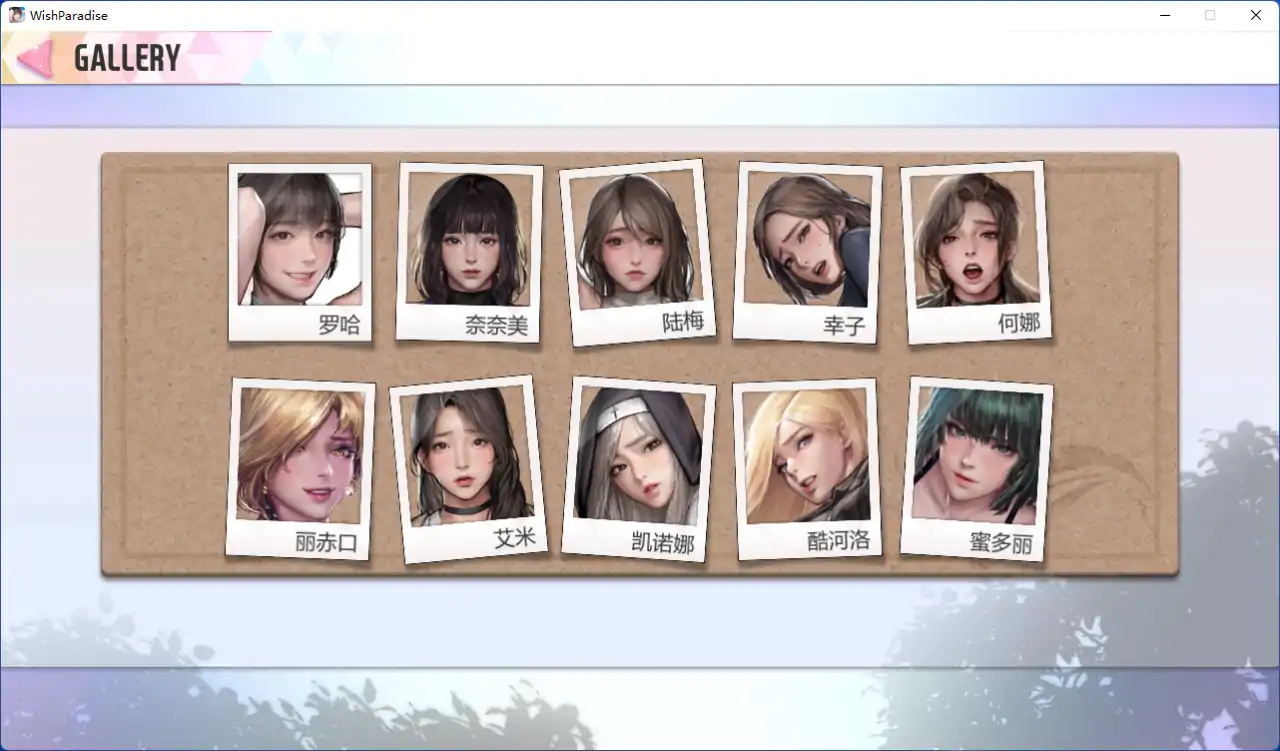 WishParadise
GALLERY
罗哈
奈奈美
陆梅
幸子
何娜
丽赤口
艾米
凯诺娜
酷河洛
蜜多丽